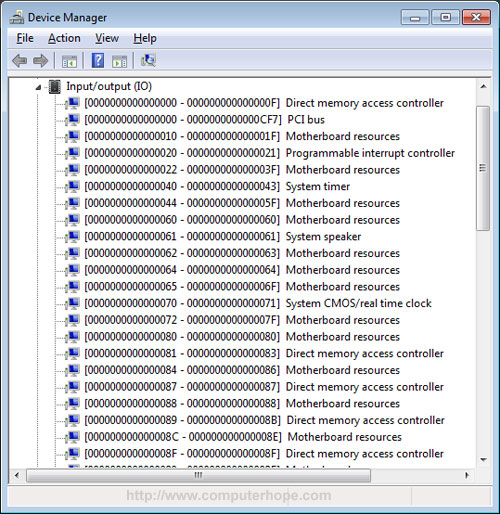 Device Manager
File Action View Help
Input/output (IO)
[0000000000000000 - 000000000000000F] Direct memory access controller
[0000000000000000 - 0000000000000CF7] PCI bus
[0000000000000010 - 000000000000001F] Motherboard resources
[0000000000000020 - 0000000000000021] Programmable interrupt controller
[0000000000000022 - 000000000000003F] Motherboard resources
[0000000000000040 - 0000000000000043] System timer
[0000000000000044 - 000000000000005F] Motherboard resources
[0000000000000060 - 0000000000000060] Motherboard resources
[0000000000000061 - 0000000000000061] System speaker
[0000000000000062 - 0000000000000063] Motherboard resources
[0000000000000064 - 0000000000000064] Motherboard resources
[0000000000000065 - 000000000000006F] Motherboard resources
[0000000000000070 - 0000000000000071] System CMOS/real time clock
[0000000000000072 - 000000000000007F] Motherboard resources
[0000000000000080 - 0000000000000080] Motherboard resources
[0000000000000081 - 0000000000000083] Direct memory access controller
[0000000000000084 - 0000000000000086] Motherboard resources
[0000000000000087 - 0000000000000087] Direct memory access controller
[0000000000000088 - 0000000000000088] Motherboard resources
[0000000000000089 - 000000000000008B] Direct memory access controller
[000000000000008C - 000000000000008E] Motherboard resources
[000000000000008F - 000000000000008F] Direct memory access controller
http://www.computerhope.com